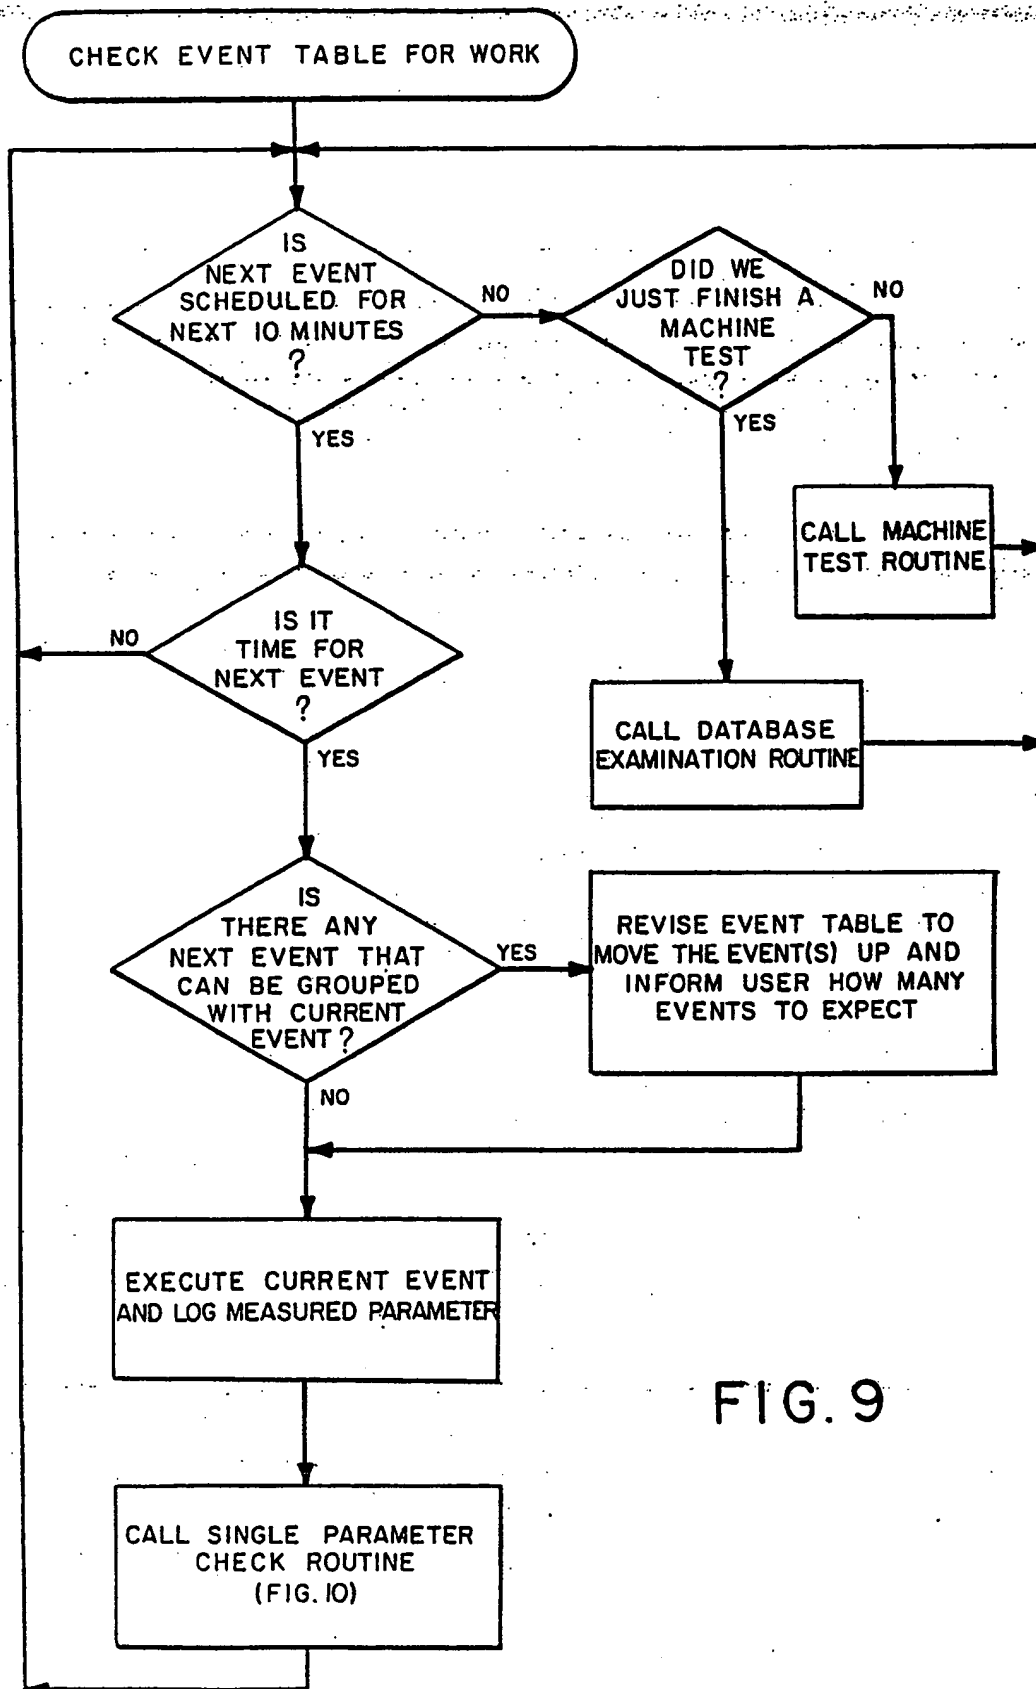 CHECK EVENT TABLE FOR WORK
IS
NEXT EVENT
SCHEDULED FOR
NEXT 10 MINUTES
?
NO
DID WE
JUST FINISH A
MACHINE
TEST
?
NO
YES
YES
CALL MACHINE
TEST ROUTINE
IS IT
TIME FOR
NEXT EVENT
?
NO
YES
CALL DATABASE
EXAMINATION ROUTINE
IS
THERE ANY
NEXT EVENT THAT
CAN BE GROUPED
WITH CURRENT
EVENT?
YES
NO
REVISE EVENT TABLE TO
MOVE THE EVENT(S) UP AND
INFORM USER HOW MANY
EVENTS TO EXPECT
EXECUTE CURRENT EVENT
AND LOG MEASURED PARAMETER
FIG. 9
CALL SINGLE PARAMETER
CHECK ROUTINE
(FIG. 10)